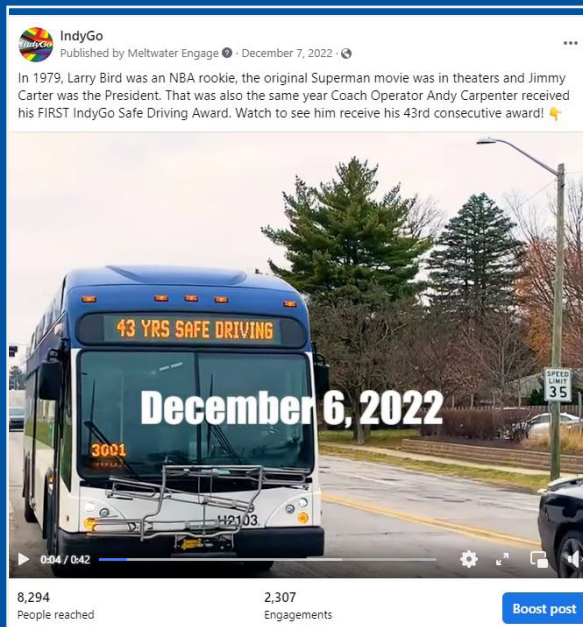 IndyGo
IndyGo
Published by Meltwater Engage · December 7, 2022 ·
In 1979, Larry Bird was an NBA rookie, the original Superman movie was in theaters and Jimmy
Carter was the President. That was also the same year Coach Operator Andy Carpenter received
his FIRST IndyGo Safe Driving Award. Watch to see him receive his 43rd consecutive award! 👇
43 YRS SAFE DRIVING
SPEED
LIMIT
35
December 6, 2022
3001
H2103
0:04 / 0:42
8,294
People reached
2,307
Engagements
Boost post